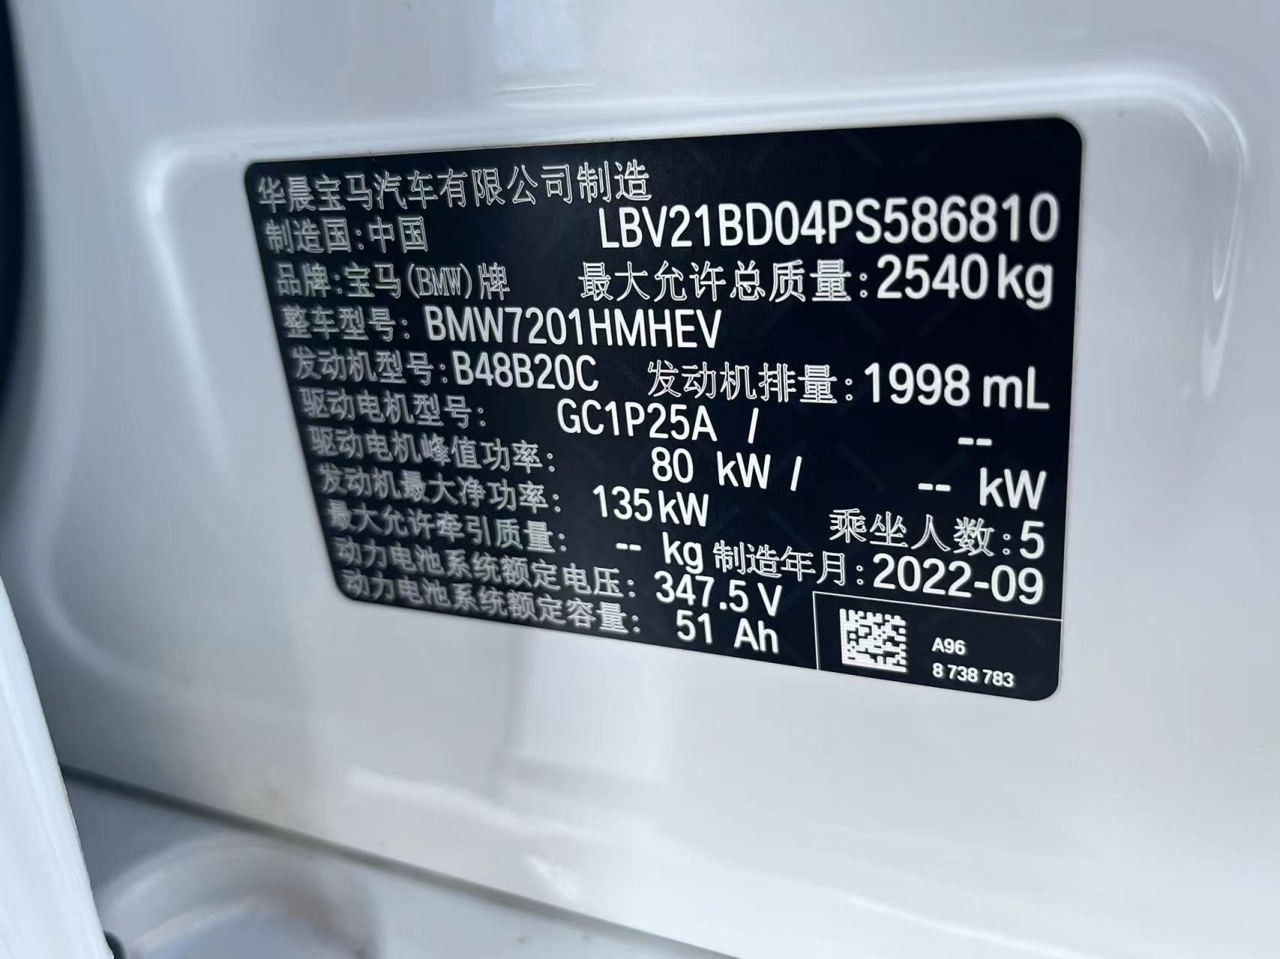 华晨宝马汽车有限公司制造
制造国:中国 LBV21BD04PS586810
品牌:宝马(BMW)牌 最大允许总质量:2540kg
整车型号:BMW7201HMHEV
发动机型号:B48B20C 发动机排量:1998 mL
驱动电机型号: GC1P25A / --
驱动电机峰值功率: 80 kW / -- kW
发动机最大净功率: 135kW 乘坐人数:5
最大允许牵引质量: -- kg 制造年月:2022-09
动力电池系统额定电压: 347.5 V
动力电池系统额定容量: 51 Ah
A96
8 738 783